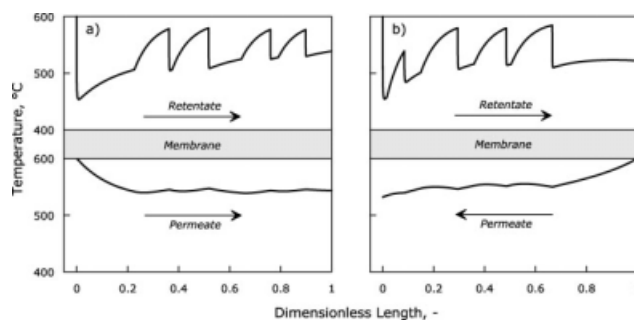 600
a)
b)
500
Retentate
Retentate
400
Membrane
Membrane
600
500
Permeate
Permeate
400
0 0.2 0.4 0.6 0.8 1
0 0.2 0.4 0.6 0.8
Temperature, °C
Dimensionless Length, -